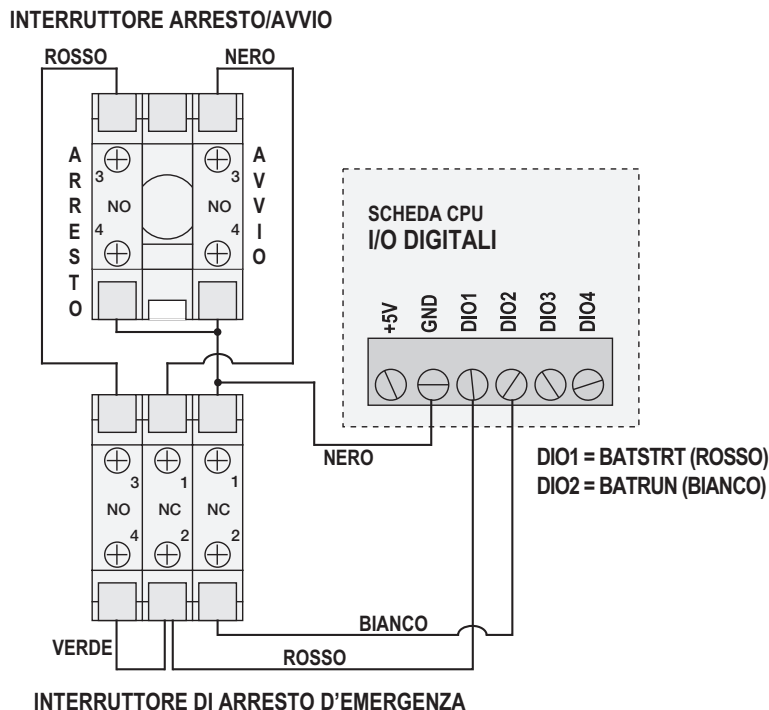 INTERRUTTORE ARRESTO/AVVIO
ROSSO
NERO
ARRESTO
AVVIO
3
NO
4
3
NO
4
SCHEDA CPU
I/O DIGITALI
+5V
GND
DIO1
DIO2
DIO3
DIO4
NERO
DIO1 = BATSTRT (ROSSO)
DIO2 = BATRUN (BIANCO)
3
NO
4
1
NC
2
1
NC
2
BIANCO
VERDE
ROSSO
INTERRUTTORE DI ARRESTO D'EMERGENZA